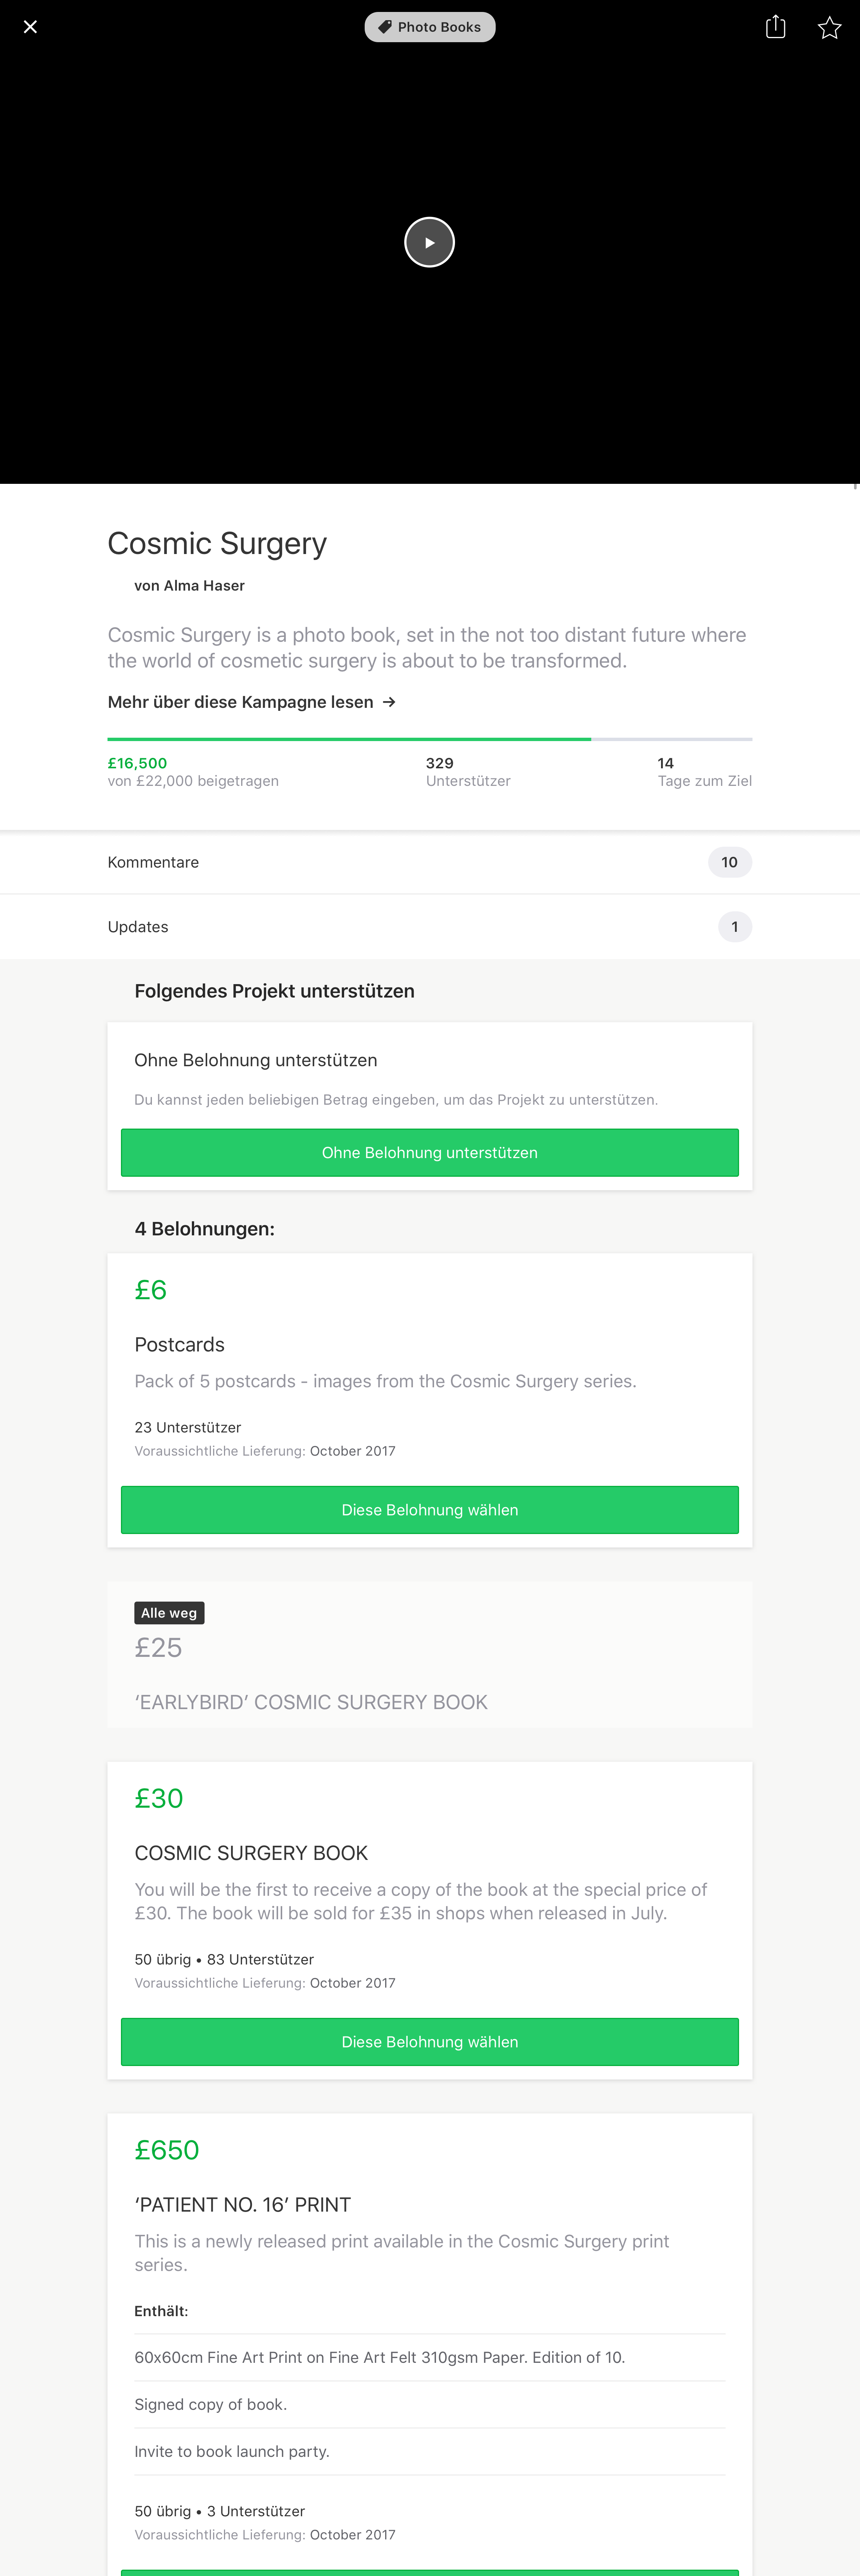 Photo Books
Cosmic Surgery
von Alma Haser
Cosmic Surgery is a photo book, set in the not too distant future where
the world of cosmetic surgery is about to be transformed.
Mehr über diese Kampagne lesen →
£16,500
von £22,000 beigetragen
329
Unterstützer
14
Tage zum Ziel
Kommentare
10
Updates
1
Folgendes Projekt unterstützen
Ohne Belohnung unterstützen
Du kannst jeden beliebigen Betrag eingeben, um das Projekt zu unterstützen.
Ohne Belohnung unterstützen
4 Belohnungen:
£6
Postcards
Pack of 5 postcards - images from the Cosmic Surgery series.
23 Unterstützer
Voraussichtliche Lieferung: October 2017
Diese Belohnung wählen
Alle weg
£25
‘EARLYBIRD’ COSMIC SURGERY BOOK
£30
COSMIC SURGERY BOOK
You will be the first to receive a copy of the book at the special price of
£30. The book will be sold for £35 in shops when released in July.
50 übrig • 83 Unterstützer
Voraussichtliche Lieferung: October 2017
Diese Belohnung wählen
£650
‘PATIENT NO. 16’ PRINT
This is a newly released print available in the Cosmic Surgery print
series.
Enthält:
60x60cm Fine Art Print on Fine Art Felt 310gsm Paper. Edition of 10.
Signed copy of book.
Invite to book launch party.
50 übrig • 3 Unterstützer
Voraussichtliche Lieferung: October 2017